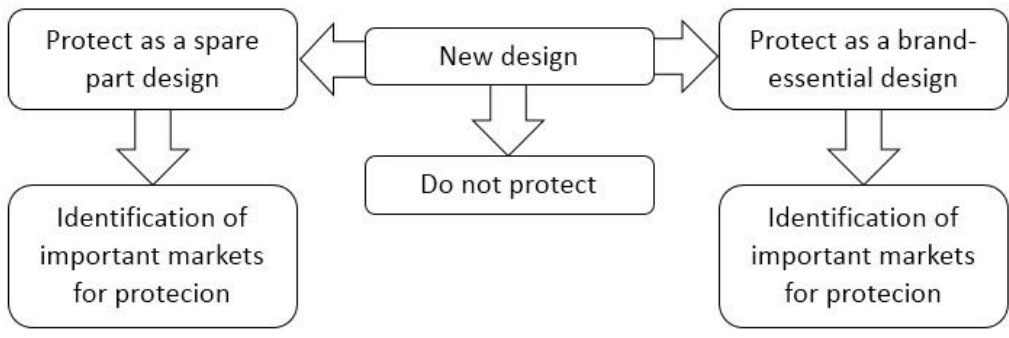 Protect as a spare
part design
New design
Protect as a brand-
essential design
Do not protect
Identification of
important markets
for protecion
Identification of
important markets
for protecion